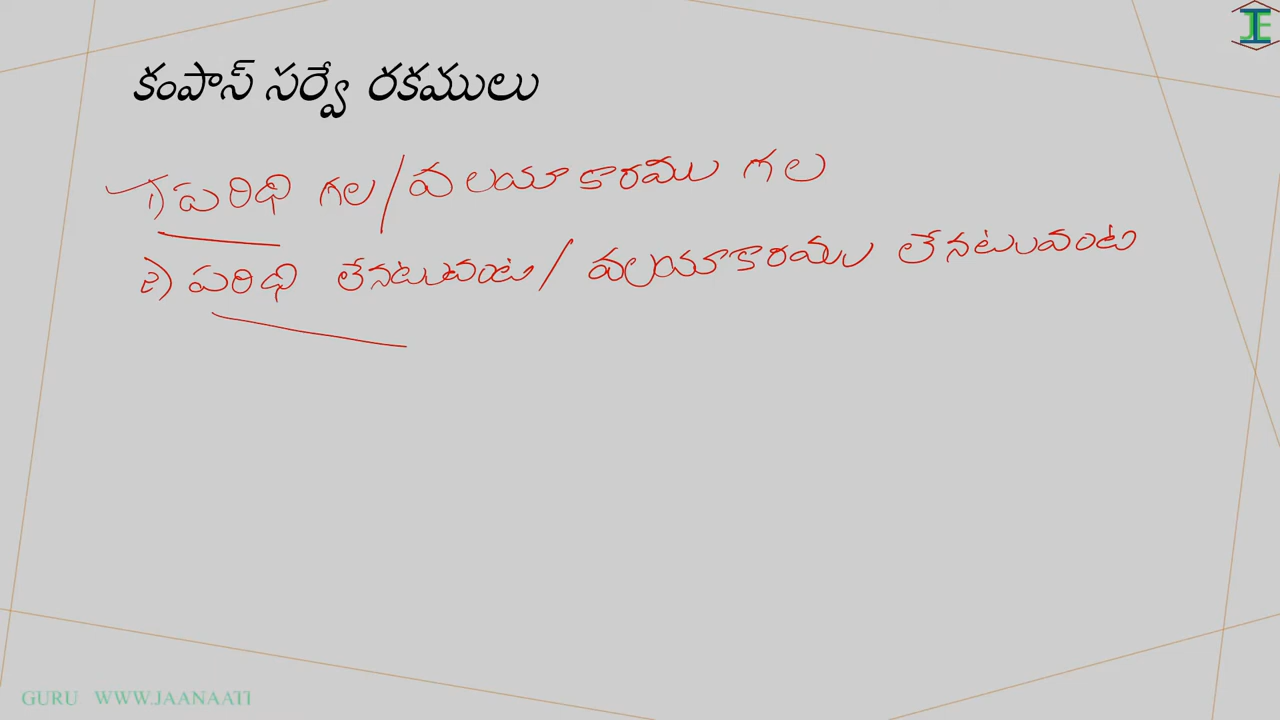 కంపాస్ సర్వే రకములు
1) పరిధి గల/వలయాకారము గల
2) పరిధి లేనటువంట/ వలయాకారము లేనటువంట
GURU WWW.JAANAATI